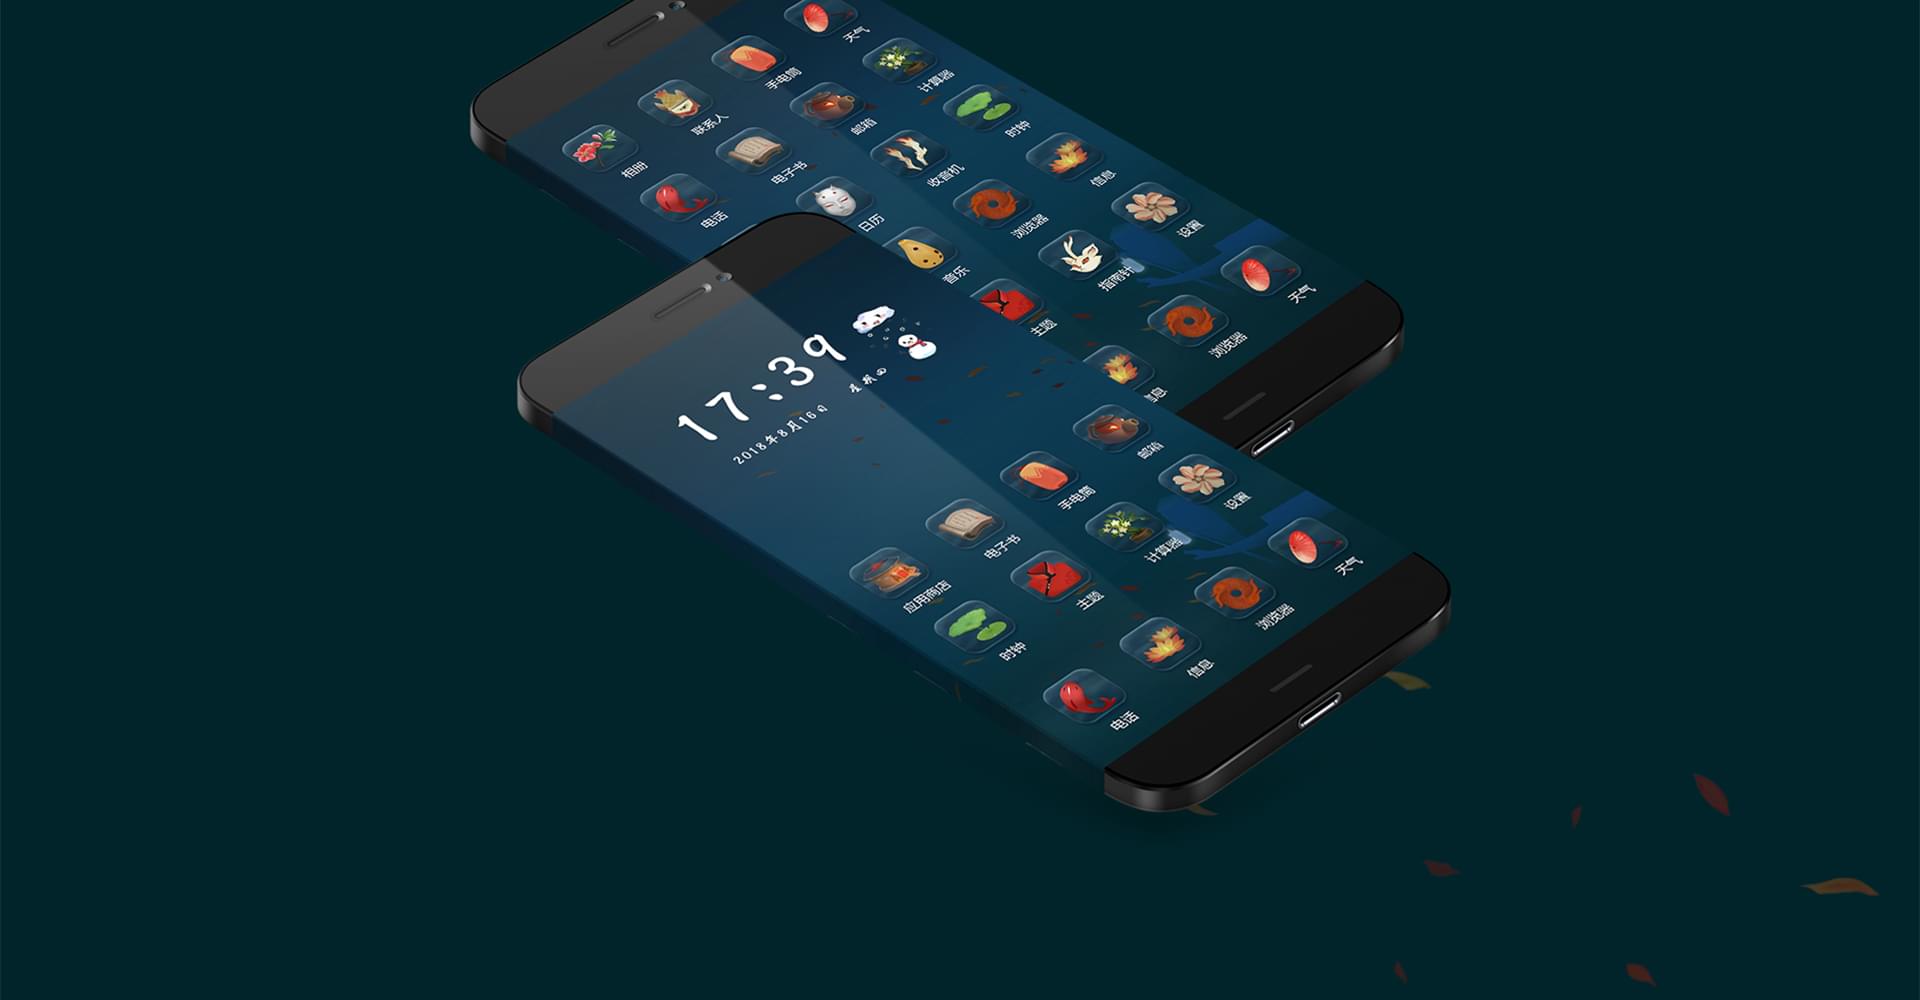 天气
手电筒
计算器
联系人
邮箱
时钟
相册
电子书
收音机
信息
电话
日历
浏览器
设置
音乐
指南针
天气
主题
浏览器
信息
17:39
星期四
2018年8月16日
邮箱
手电筒
设置
电子书
计算器
天气
应用商店
主题
浏览器
时钟
信息
电话